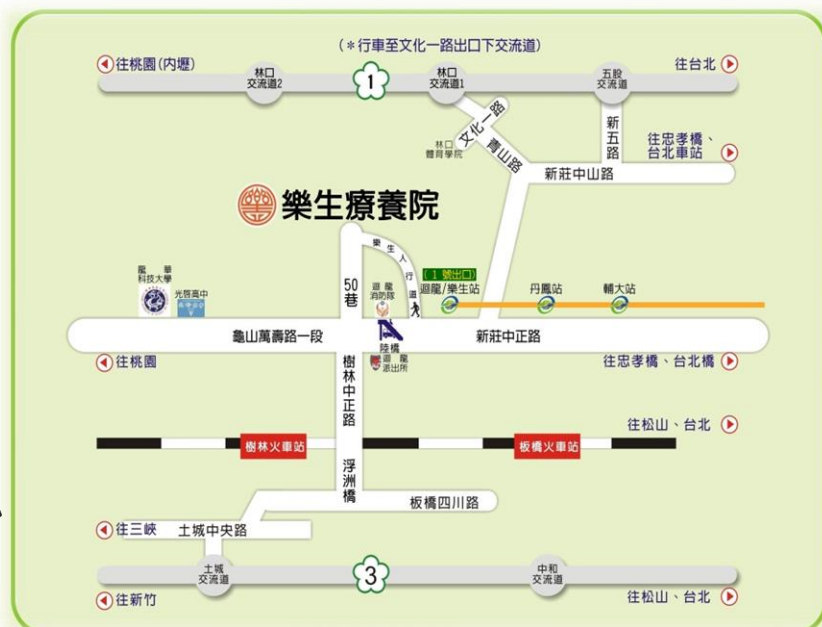 (＊行車至文化一路出口下交流道)
往桃園(內壢)
林口
交流道2
1
林口
交流道1
五股
交流道
往台北
文化一路
青山路
林口
體育學院
新五路
往忠孝橋、
台北車站
新莊中山路
樂生療養院
樂生人行道
50巷
龍華
科技大學
光啓高中
迴龍
消防隊
(1號出口)
迴龍/樂生站
丹鳳站
輔大站
龜山萬壽路一段
新莊中正路
陸橋
迴龍
派出所
往桃園
往忠孝橋、台北橋
樹林中正路
往松山、台北
樹林火車站
板橋火車站
浮洲橋
板橋四川路
往三峽
土城中央路
土城
交流道
3
中和
交流道
往新竹
往松山、台北